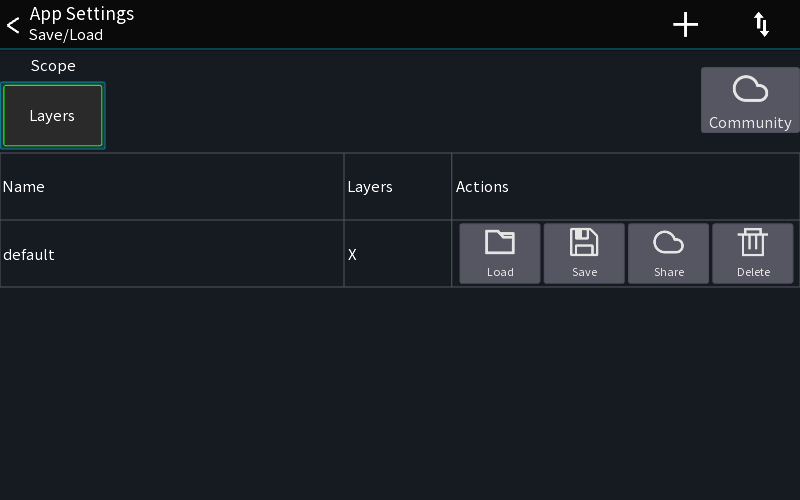 App Settings
Save/Load
Scope
Layers
Community
Name Layers Actions
default X Load Save Share Delete